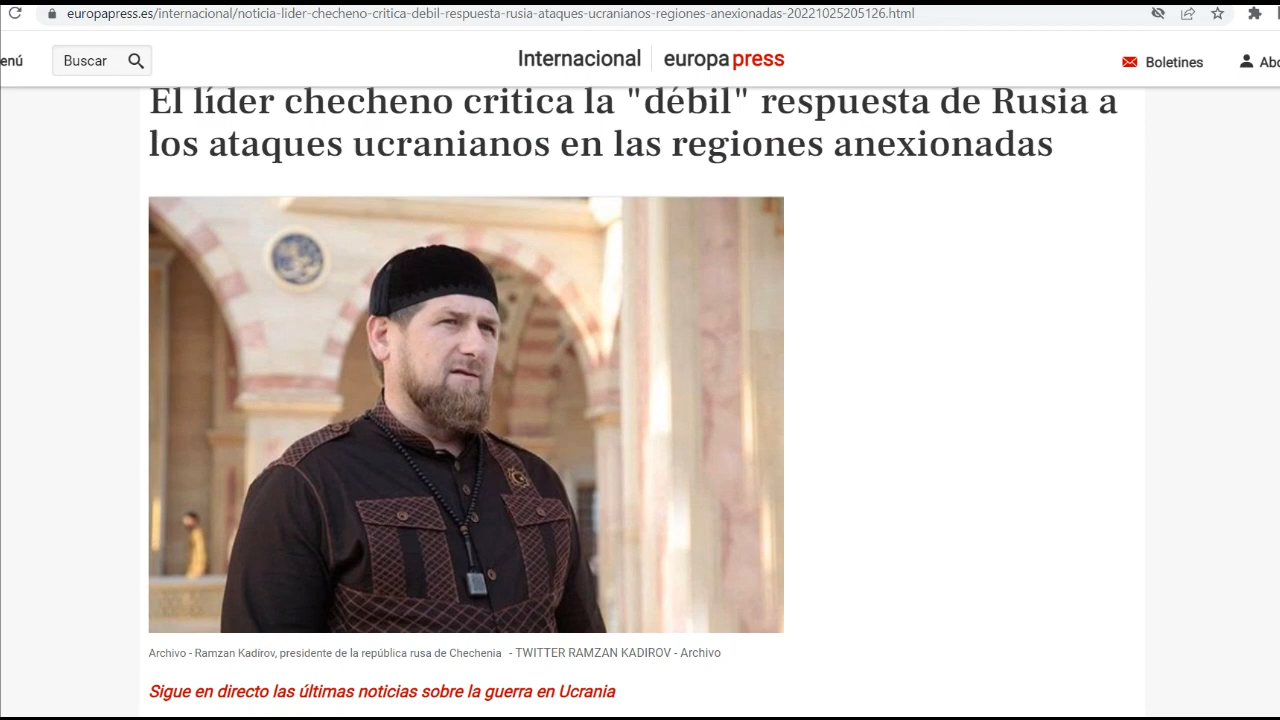 europapress.es/internacional/noticia-lider-checheno-critica-debil-respuesta-rusia-ataques-ucranianos-regiones-anexionadas-20221025205126.html
enú
Buscar
Internacional
europapress
Boletines
Abo
El líder checheno critica la "débil" respuesta de Rusia a
los ataques ucranianos en las regiones anexionadas
Archivo - Ramzan Kadírov, presidente de la república rusa de Chechenia - TWITTER RAMZAN KADIROV - Archivo
Sigue en directo las últimas noticias sobre la guerra en Ucrania